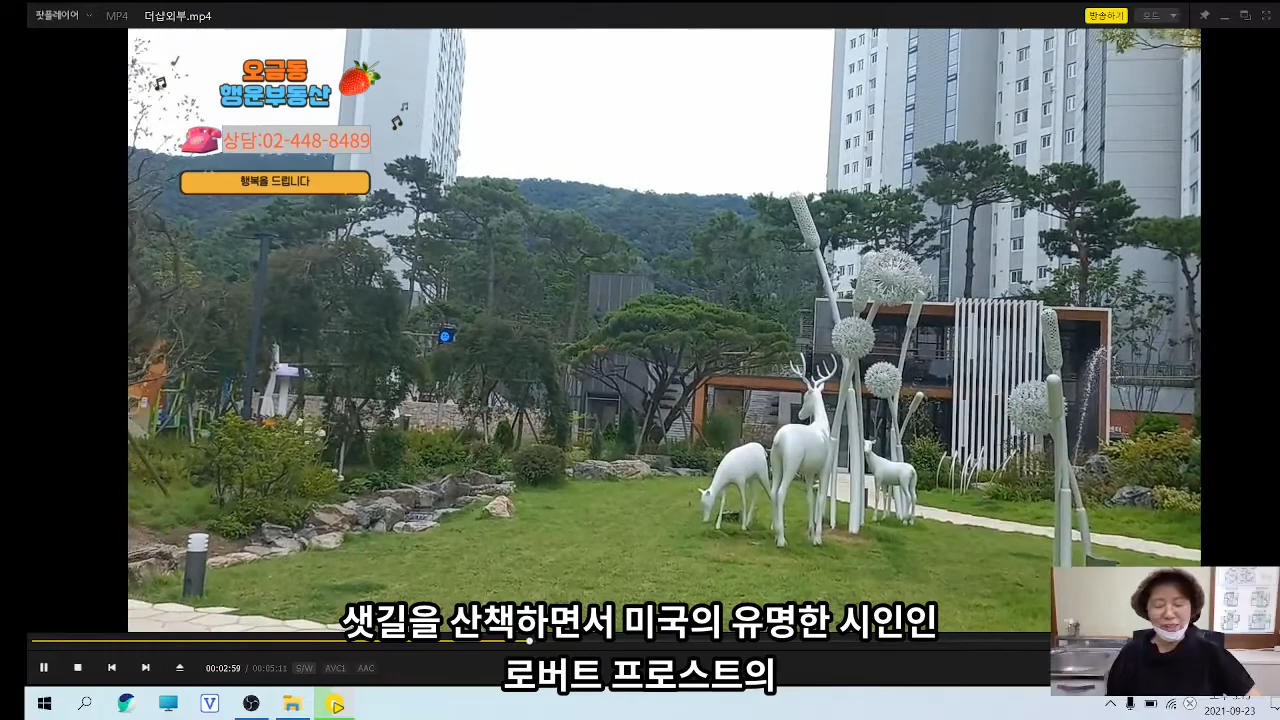 팟플레이어
MP4
더샵외부.mp4
방송하기
모드
오금동
행운부동산
상담:02-448-8489
행복을 드립니다
샛길을 산책하면서 미국의 유명한 시인인
로버트 프로스트의
00:02:59 / 00:05:11 S/W AVC1 AAC
2021-09-23